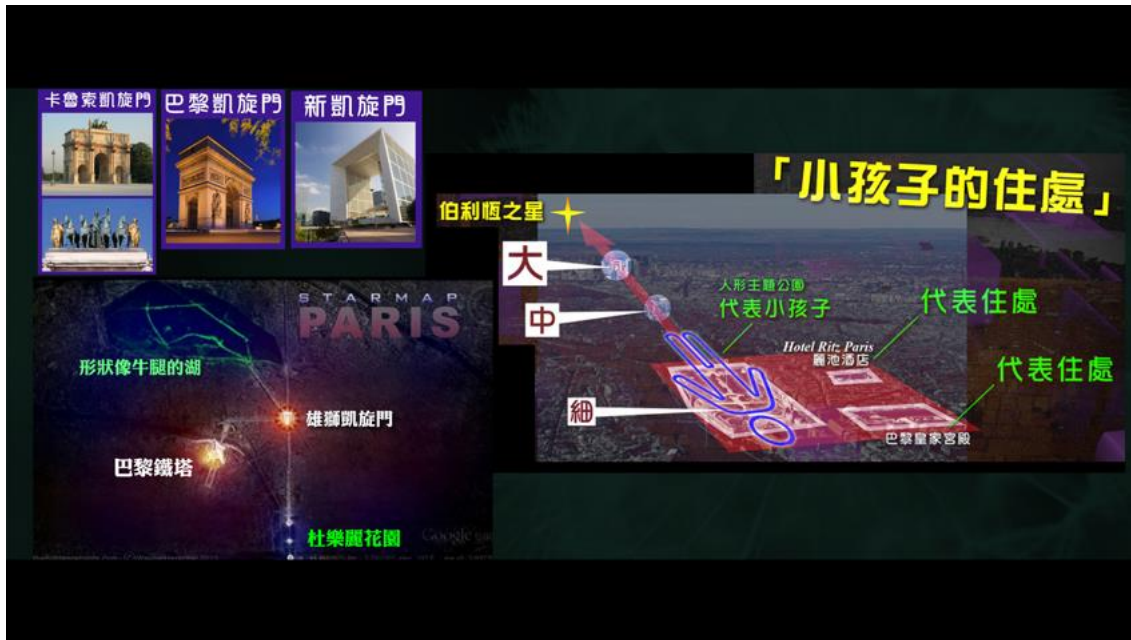 卡魯索凱旋門
巴黎凱旋門
新凱旋門
「小孩子的住處」
伯利恆之星
大
中
細
人形主題公園
代表小孩子
代表住處
Hotel Ritz Paris
麗池酒店
代表住處
巴黎皇家宮殿
STARMAP
PARIS
形狀像牛腿的湖
雄獅凱旋門
巴黎鐵塔
杜樂麗花園
Google